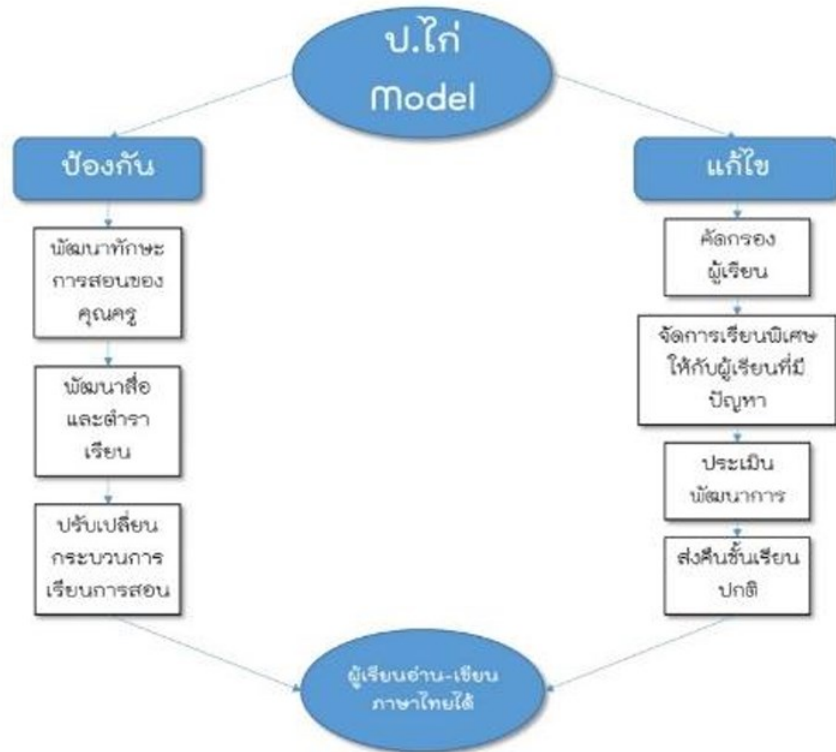 ป.ไก่
Model
ป้องกัน
พัฒนาทักษะ
การสอนของ
คุณครู
พัฒนาสื่อ
และตำรา
เรียน
ปรับเปลี่ยน
กระบวนการ
เรียนการสอน
แก้ไข
คัดกรอง
ผู้เรียน
จัดการเรียนพิเศษ
ให้กับผู้เรียนที่มี
ปัญหา
ประเมิน
พัฒนาการ
ส่งคืนชั้นเรียน
ปกติ
ผู้เรียนอ่าน-เขียน
ภาษาไทยได้